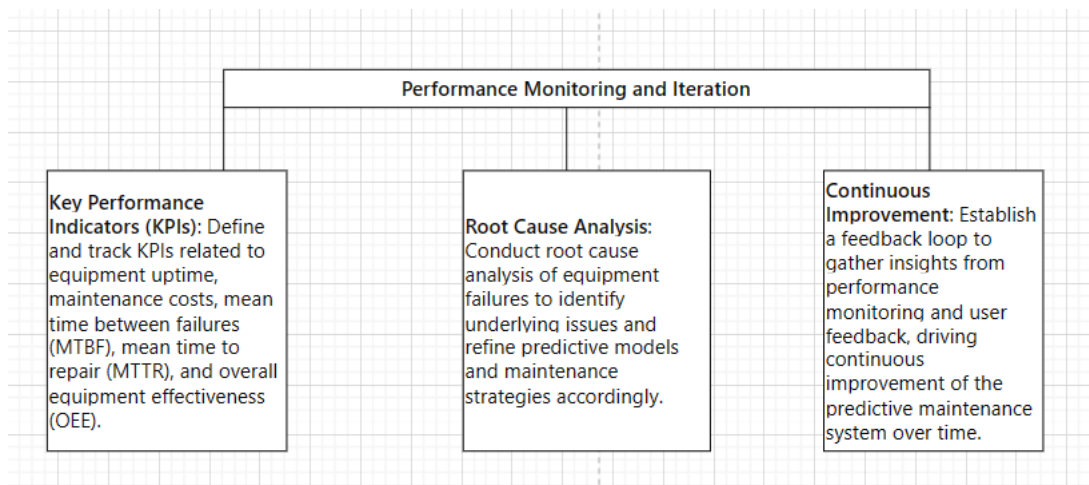 Performance Monitoring and Iteration
Key Performance
Indicators (KPIs): Define
and track KPIs related to
equipment uptime,
maintenance costs, mean
time between failures
(MTBF), mean time to
repair (MTTR), and overall
equipment effectiveness
(OEE).
Root Cause Analysis:
Conduct root cause
analysis of equipment
failures to identify
underlying issues and
refine predictive models
and maintenance
strategies accordingly.
Continuous
Improvement: Establish
a feedback loop to
gather insights from
performance
monitoring and user
feedback, driving
continuous
improvement of the
predictive maintenance
system over time.